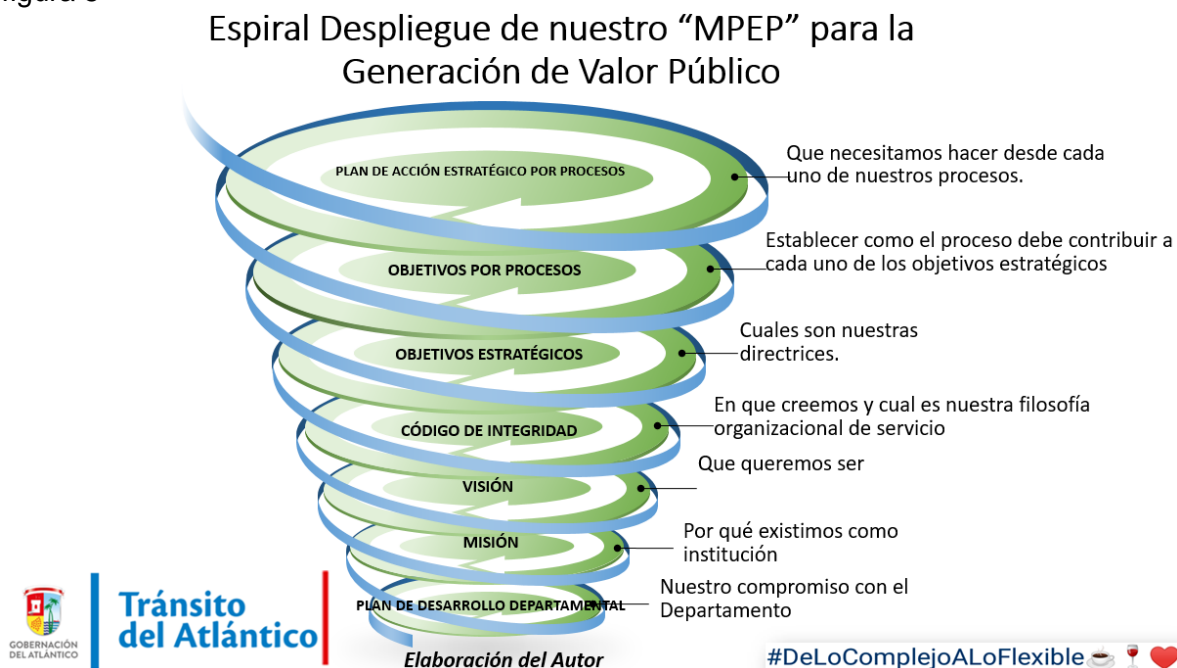 Espiral Despliegue de nuestro “MPEP” para la
Generación de Valor Público
PLAN DE ACCIÓN ESTRATÉGICO POR PROCESOS
Que necesitamos hacer desde cada
uno de nuestros procesos.
OBJETIVOS POR PROCESOS
Establecer como el proceso debe contribuir a
cada uno de los objetivos estratégicos
OBJETIVOS ESTRATÉGICOS
Cuales son nuestras
directrices.
CÓDIGO DE INTEGRIDAD
En que creemos y cual es nuestra filosofía
organizacional de servicio
VISIÓN
Que queremos ser
MISIÓN
Por qué existimos como
institución
PLAN DE DESARROLLO DEPARTAMENTAL
Nuestro compromiso con el
Departamento
GOBERNACIÓN
DEL ATLÁNTICO
Tránsito
del Atlántico
Elaboración del Autor
#DeLoComplejoALoFlexible